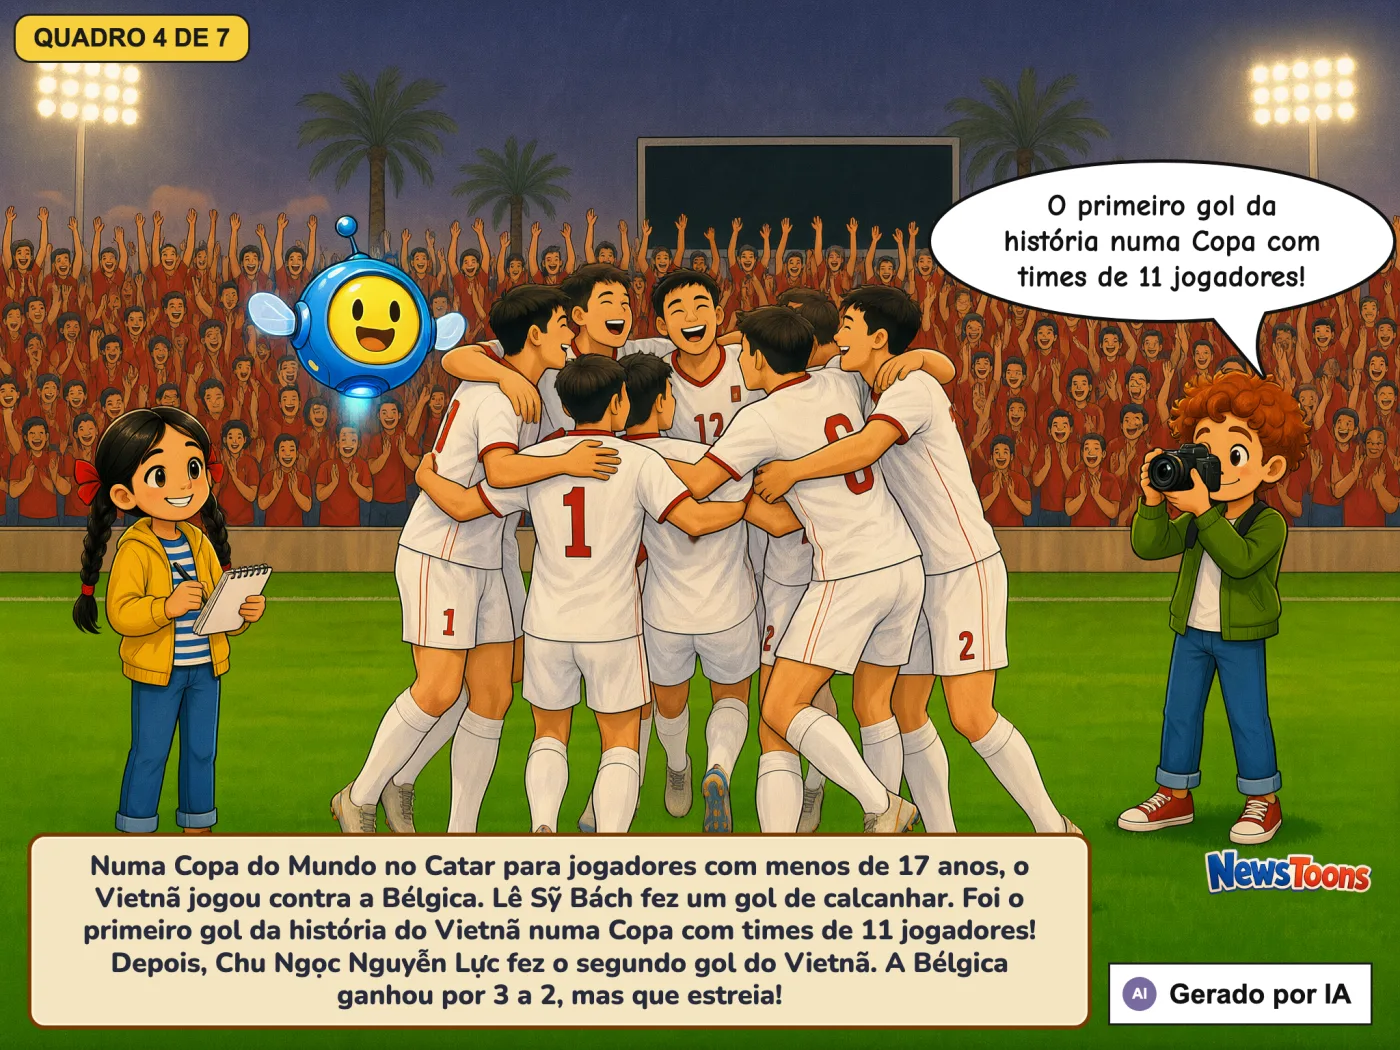 QUADRO 4 DE 7
O primeiro gol da
história numa Copa com
times de 11 jogadores!
12
1
6
1
2
2
Numa Copa do Mundo no Catar para jogadores com menos de 17 anos, o
Vietnã jogou contra a Bélgica. Lê Sỹ Bách fez um gol de calcanhar. Foi o
primeiro gol da história do Vietnã numa Copa com times de 11 jogadores!
Depois, Chu Ngọc Nguyễn Lực fez o segundo gol do Vietnã. A Bélgica
ganhou por 3 a 2, mas que estreia!
NewsToons
AI Gerado por IA